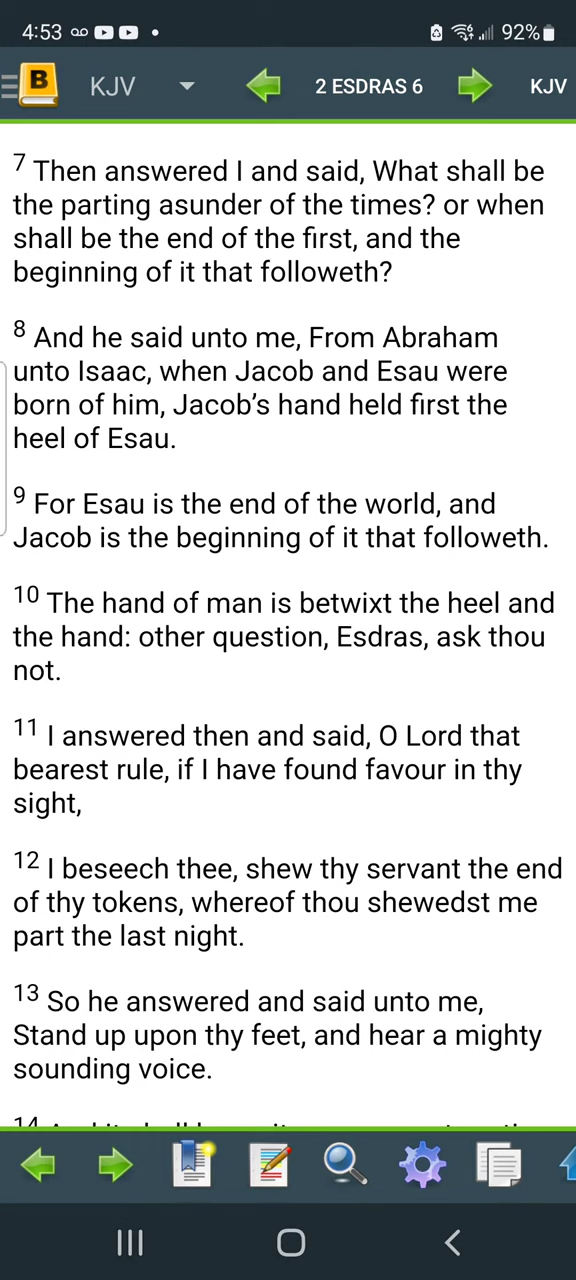 4:53 92%
B KJV 2 ESDRAS 6 KJV
7 Then answered I and said, What shall be
the parting asunder of the times? or when
shall be the end of the first, and the
beginning of it that followeth?
8 And he said unto me, From Abraham
unto Isaac, when Jacob and Esau were
born of him, Jacob’s hand held first the
heel of Esau.
9 For Esau is the end of the world, and
Jacob is the beginning of it that followeth.
10 The hand of man is betwixt the heel and
the hand: other question, Esdras, ask thou
not.
11 I answered then and said, O Lord that
bearest rule, if I have found favour in thy
sight,
12 I beseech thee, shew thy servant the end
of thy tokens, whereof thou shewedst me
part the last night.
13 So he answered and said unto me,
Stand up upon thy feet, and hear a mighty
sounding voice.
14